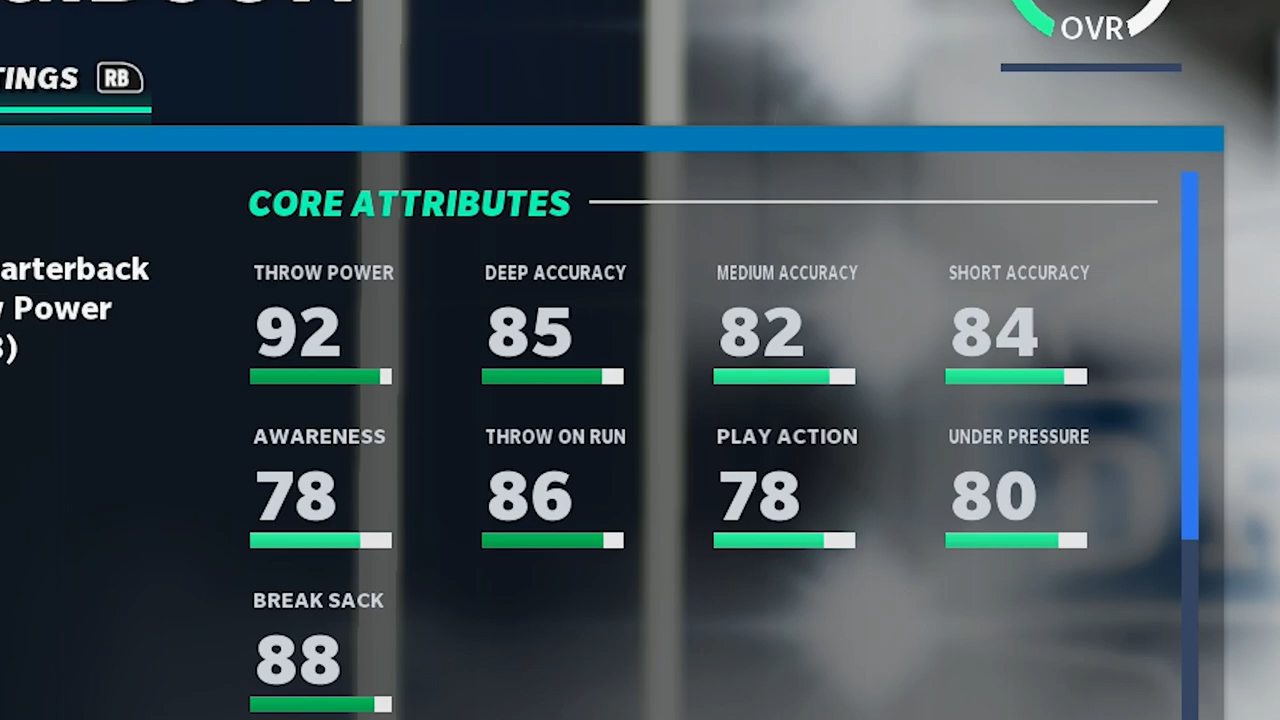 OVR
TINGS RB
CORE ATTRIBUTES
arterback
Power
3)
THROW POWER DEEP ACCURACY MEDIUM ACCURACY SHORT ACCURACY
92 85 82 84
AWARENESS THROW ON RUN PLAY ACTION UNDER PRESSURE
78 86 78 80
BREAK SACK
88